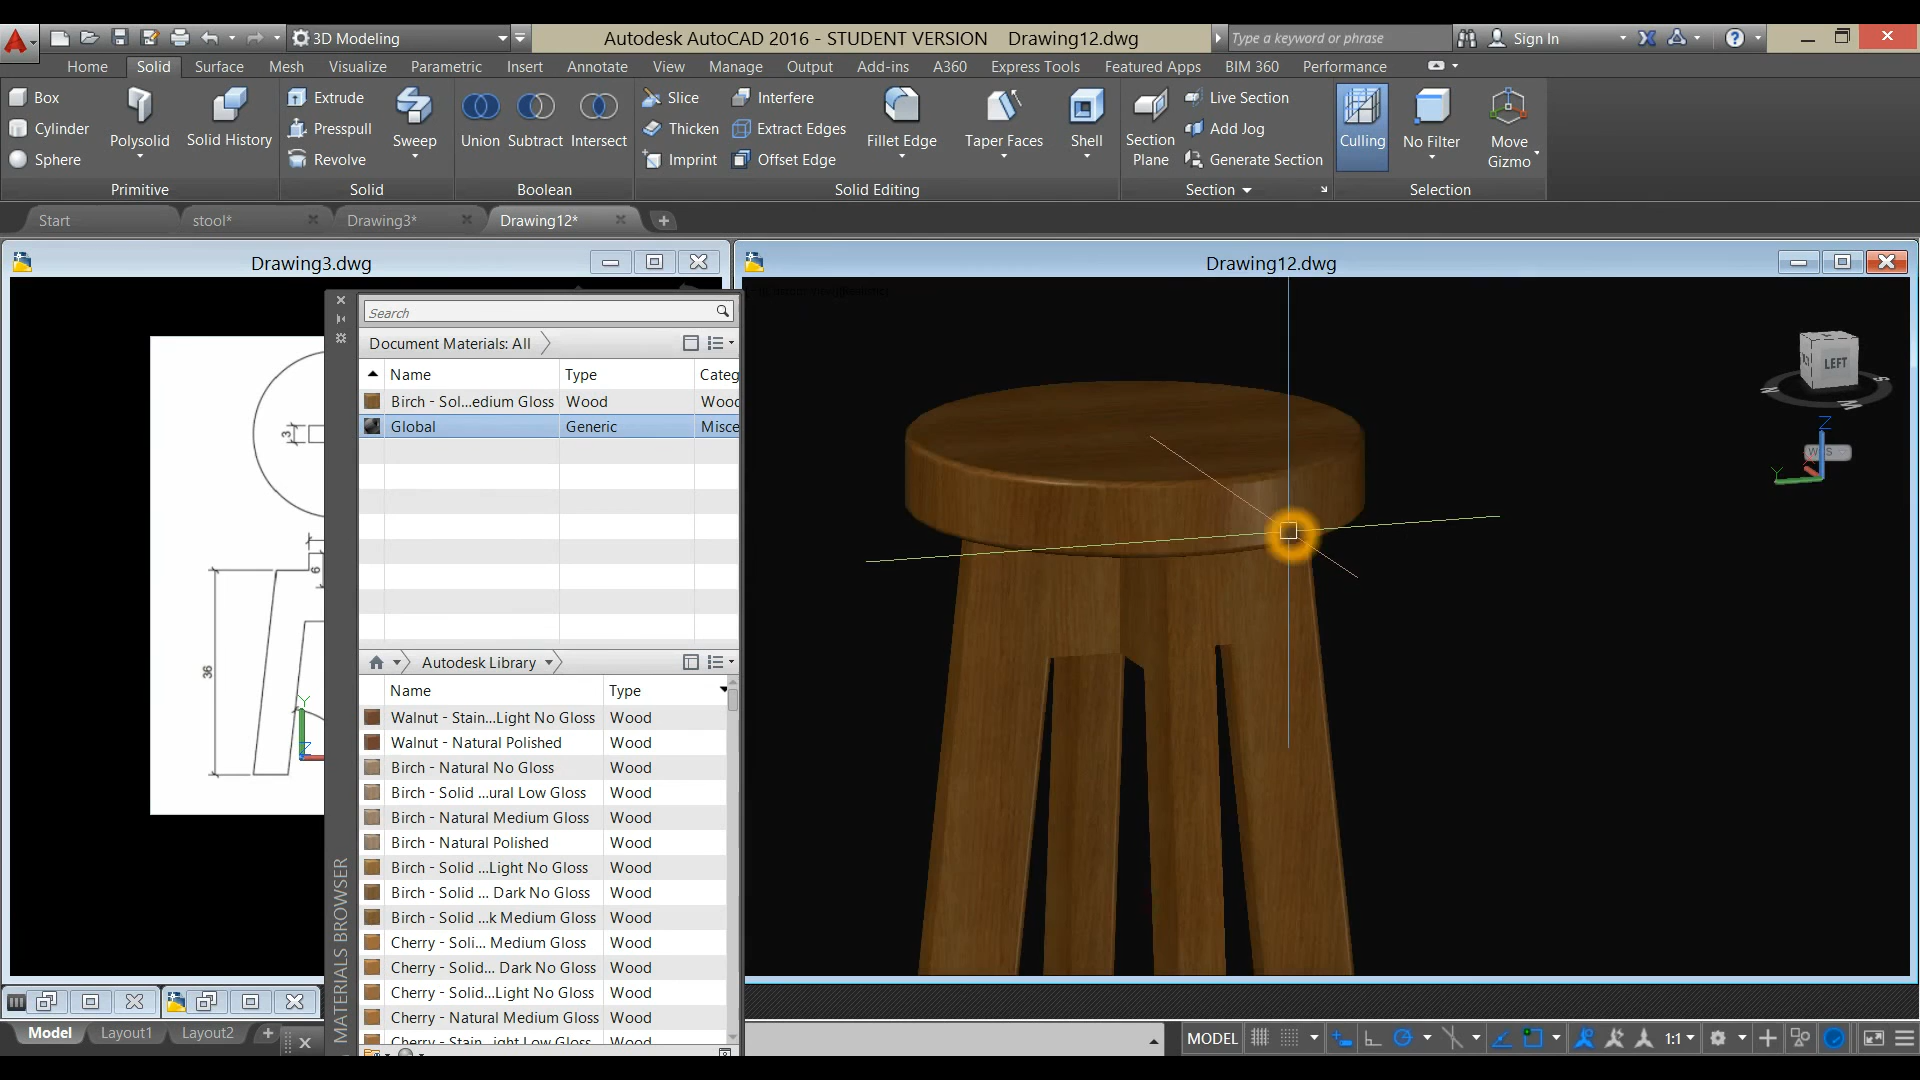 3D Modeling
Autodesk AutoCAD 2016 - STUDENT VERSION Drawing12.dwg
Type a keyword or phrase
Sign In
Home Solid Surface Mesh Visualize Parametric Insert Annotate View Manage Output Add-ins A360 Express Tools Featured Apps BIM 360 Performance
Box
Cylinder
Sphere
Polysolid
Solid History
Primitive
Extrude
Presspull
Revolve
Sweep
Solid
Union Subtract Intersect
Boolean
Slice
Thicken
Imprint
Interfere
Extract Edges
Offset Edge
Fillet Edge
Taper Faces
Shell
Solid Editing
Section
Plane
Live Section
Add Jog
Generate Section
Section
Culling
No Filter
Move
Gizmo
Selection
Start stool* Drawing3* Drawing12*
Drawing3.dwg
Drawing12.dwg
3
6
36
Y
Z
Search
Document Materials: All
Name Type Categ
Birch - Sol...edium Gloss Wood Wood
Global Generic Misce
Autodesk Library
Name Type
Walnut - Stain...Light No Gloss Wood
Walnut - Natural Polished Wood
Birch - Natural No Gloss Wood
Birch - Solid ...ural Low Gloss Wood
Birch - Natural Medium Gloss Wood
Birch - Natural Polished Wood
Birch - Solid ...Light No Gloss Wood
Birch - Solid ... Dark No Gloss Wood
Birch - Solid ...k Medium Gloss Wood
Cherry - Soli... Medium Gloss Wood
Cherry - Solid... Dark No Gloss Wood
Cherry - Solid...Light No Gloss Wood
Cherry - Natural Medium Gloss Wood
Cherry - Stain...ight Low Gloss Wood
MATERIALS BROWSER
LEFT
N
S
Z
WCS
Y
Model Layout1 Layout2
MODEL
1:1